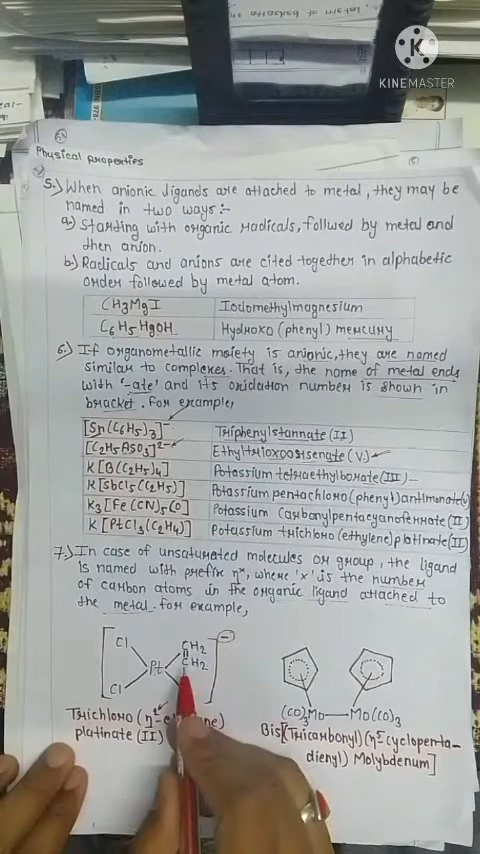 are attached to metal,
KINEMASTER
Physical properties
5.) When anionic ligands are attached to metal, they may be
named in two ways:-
a) Starting with organic radicals, follwed by metal and
then anion.
b) Radicals and anions are cited together in alphabetic
order followed by metal atom.
CH3MgI Iodomethylmagnesium
C6H5HgOH Hydroxo (phenyl) mercury
6.) If organometallic moiety is anionic, they are named
similar to complexes. That is, the name of metal ends
with '-ate' and its oxidation number is shown in
bracket. For example,
[Sn(C6H5)3]⁻ Triphenylstannate (II)
[C2H5ASO3]²⁻ Ethyltrioxoarsenate (V)
K[B(C2H5)4] Potassium tetraethylborate (III)
K[SbCl5(C6H5)] Potassium pentachloro (phenyl) antimonate (V)
K3[Fe(CN)5CO] Potassium carbonylpentacyanoferrate (II)
K[PtCl3(C2H4)] Potassium trichloro (ethylene) platinate (II)
7.) In case of unsaturated molecules or group, the ligand
is named with prefix ηˣ, where 'x' is the number
of carbon atoms in the organic ligand attached to
the metal. for example,
Cl CH2
Pt CH2
Cl
(CO)3Mo Mo(CO)3
Trichloro (η²-
platinate (II)
Bis[(Tricarbonyl) (η⁵-cyclopenta-
dienyl) Molybdenum]